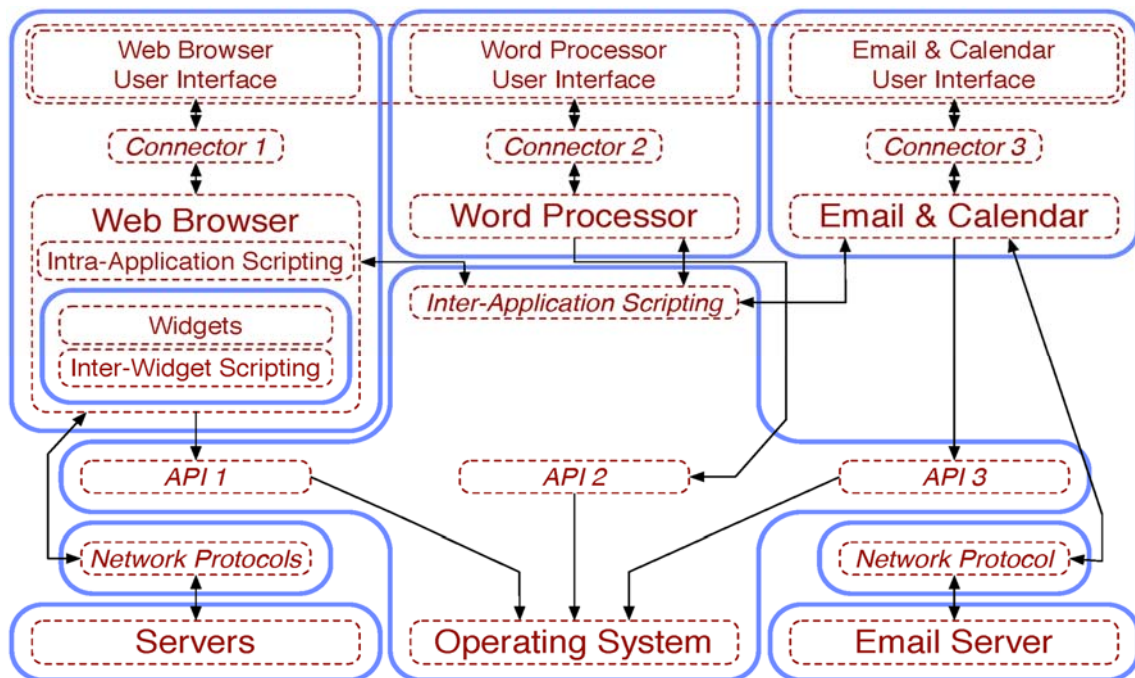 Web Browser
User Interface
Word Processor
User Interface
Email & Calendar
User Interface
Connector 1
Connector 2
Connector 3
Web Browser
Word Processor
Email & Calendar
Intra-Application Scripting
Inter-Application Scripting
Widgets
Inter-Widget Scripting
API 1
API 2
API 3
Network Protocols
Network Protocol
Servers
Operating System
Email Server